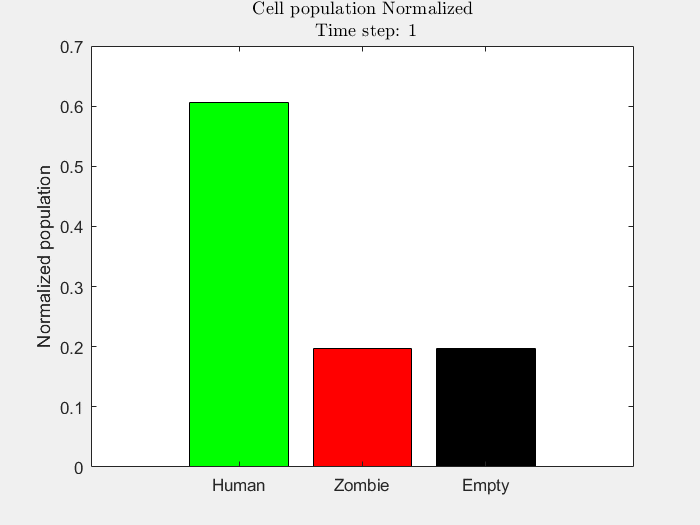 Cell population Normalized
Time step: 1
0.7
0.6
0.5
0.4
0.3
0.2
0.1
0
Normalized population
Human Zombie Empty